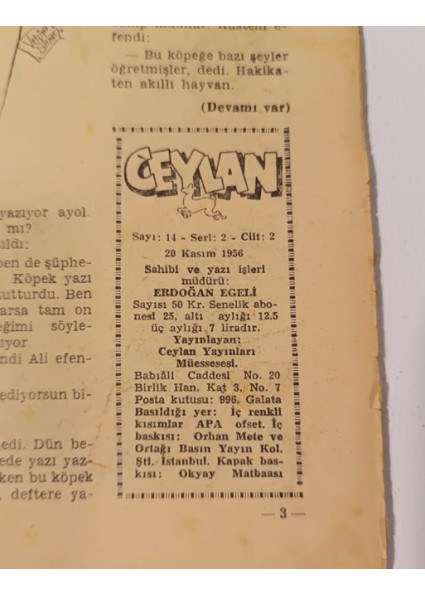 fendi:
— Bu köpeğe bazı şeyler
öğretmişler, dedi. Hakika-
ten akıllı hayvan.
(Devamı var)
CEYLAN
Sayı: 14 - Seri: 2 - Cilt: 2
20 Kasım 1956
Sahibi ve yazı işleri
müdürü:
ERDOĞAN EGELİ
Sayısı 50 Kr. Senelik abo-
nesi 25, altı aylığı 12.5
üç aylığı 7 liradır.
Yayınlayan:
Ceylan Yayınları
Müessesesi.
Babıâli Caddesi No. 20
Birlik Han, Kat 3, No. 7
Posta kutusu: 996, Galata
Basıldığı yer: İç renkli
kısımlar APA ofset. İç
baskısı: Orhan Mete ve
Ortağı Basın Yayın Kol.
Şti. İstanbul. Kapak bas-
kısı: Okyay Matbaası
yazıyor ayol.
mı?
ıldı:
ben de şüphe-
Köpek yazı
tutturdu. Ben
arsa tam on
eğimi söyle-
ıyor.
ndi Ali efen-
ediyorsun bi-
edi. Dün be-
ede yazı yaz-
ken bu köpek
, deftere ya-
— 3 —